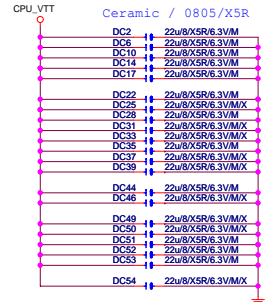 CPU_VTT
Ceramic / 0805/X5R
DC2 22u/8/X5R/6.3V/M
DC6 22u/8/X5R/6.3V/M
DC10 22u/8/X5R/6.3V/M
DC14 22u/8/X5R/6.3V/M
DC17 22u/8/X5R/6.3V/M
DC22 22u/8/X5R/6.3V/M
DC25 22u/8/X5R/6.3V/M/X
DC28 22u/8/X5R/6.3V/M
DC31 22u/8/X5R/6.3V/M/X
DC33 22u/8/X5R/6.3V/M/X
DC35 22u/8/X5R/6.3V/M
DC37 22u/8/X5R/6.3V/M/X
DC39 22u/8/X5R/6.3V/M/X
DC44 22u/8/X5R/6.3V/M
DC46 22u/8/X5R/6.3V/M/X
DC49 22u/8/X5R/6.3V/M/X
DC50 22u/8/X5R/6.3V/M/X
DC51 22u/8/X5R/6.3V/M
DC52 22u/8/X5R/6.3V/M
DC53 22u/8/X5R/6.3V/M
DC54 22u/8/X5R/6.3V/M/X